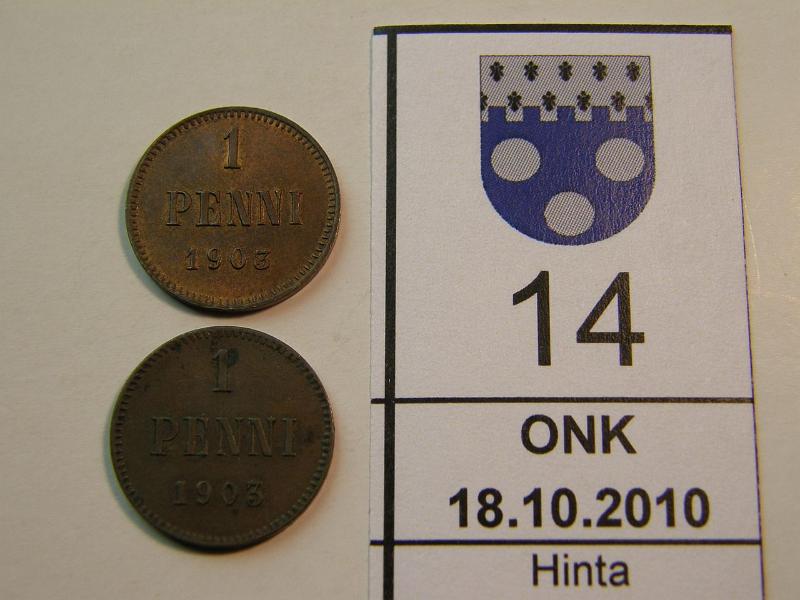 1
PENNI
1903
1
PENNI
1903
14
ONK
18.10.2010
Hinta